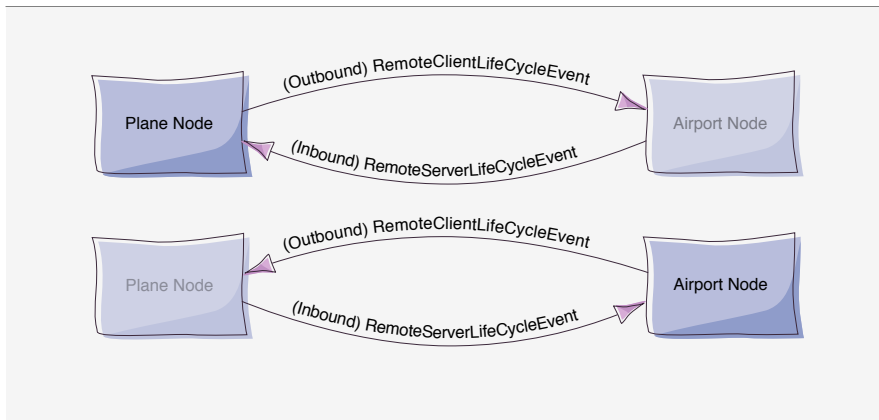 (Outbound) RemoteClientLifeCycleEvent
Plane Node
Airport Node
(Inbound) RemoteServerLifeCycleEvent
(Outbound) RemoteClientLifeCycleEvent
Plane Node
Airport Node
(Inbound) RemoteServerLifeCycleEvent